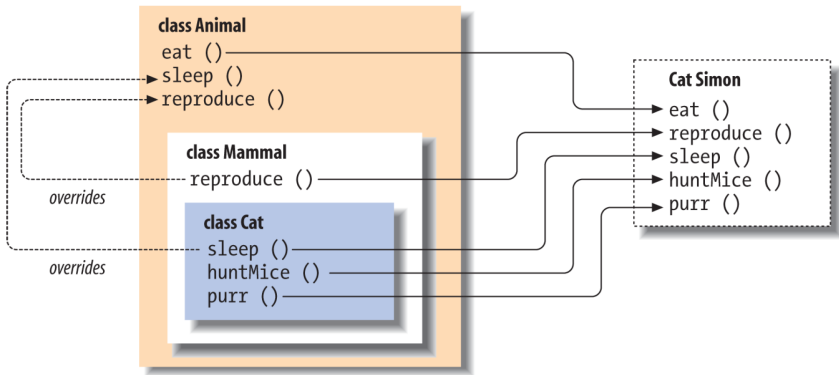 class Animal
eat ()
sleep ()
reproduce ()
class Mammal
reproduce ()
overrides
class Cat
sleep ()
overrides
huntMice ()
purr ()
Cat Simon
eat ()
reproduce ()
sleep ()
huntMice ()
purr ()